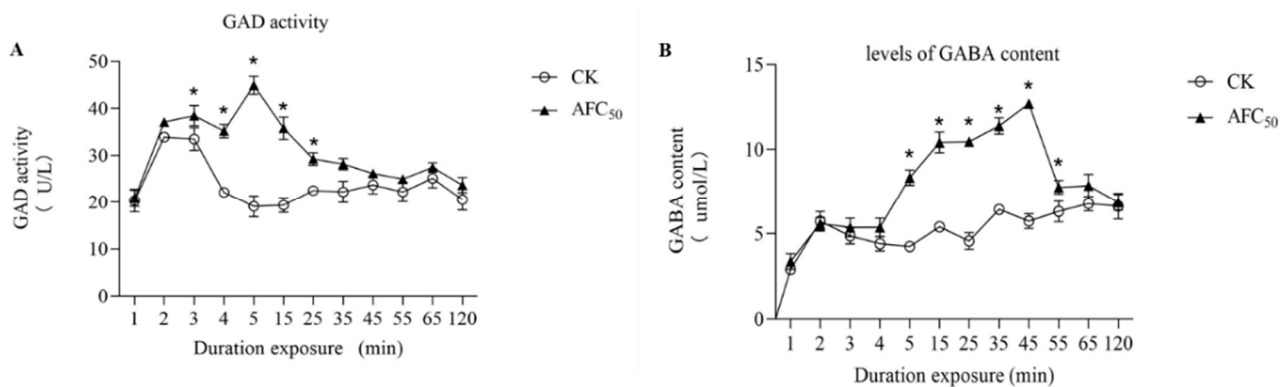 A
GAD activity
GAD activity
( U/L)
50
40
30
20
10
0
*
*
*
*
*
1 2 3 4 5 15 25 35 45 55 65 120
Duration exposure (min)
CK
AFC50
B
levels of GABA content
GABA content
( umol/L)
15
10
5
0
*
*
*
*
*
*
1 2 3 4 5 15 25 35 45 55 65 120
Duration exposure (min)
CK
AFC50